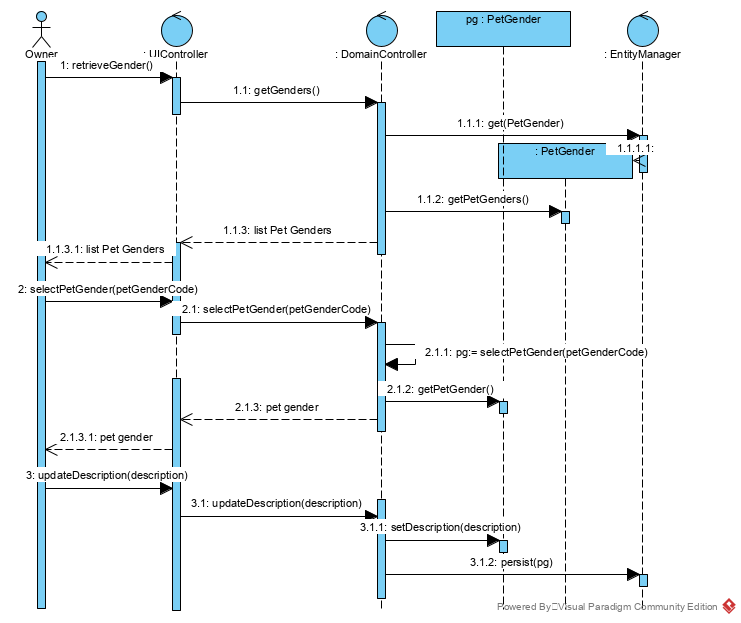 pg : PetGender
Owner
: UIController
: DomainController
: EntityManager
1: retrieveGender()
1.1: getGenders()
1.1.1: get(PetGender)
1.1.1.1:
: PetGender
1.1.2: getPetGenders()
1.1.3: list Pet Genders
1.1.3.1: list Pet Genders
2: selectPetGender(petGenderCode)
2.1: selectPetGender(petGenderCode)
2.1.1: pg:= selectPetGender(petGenderCode)
2.1.2: getPetGender()
2.1.3: pet gender
2.1.3.1: pet gender
3: updateDescription(description)
3.1: updateDescription(description)
3.1.1: setDescription(description)
3.1.2: persist(pg)
Powered By Visual Paradigm Community Edition